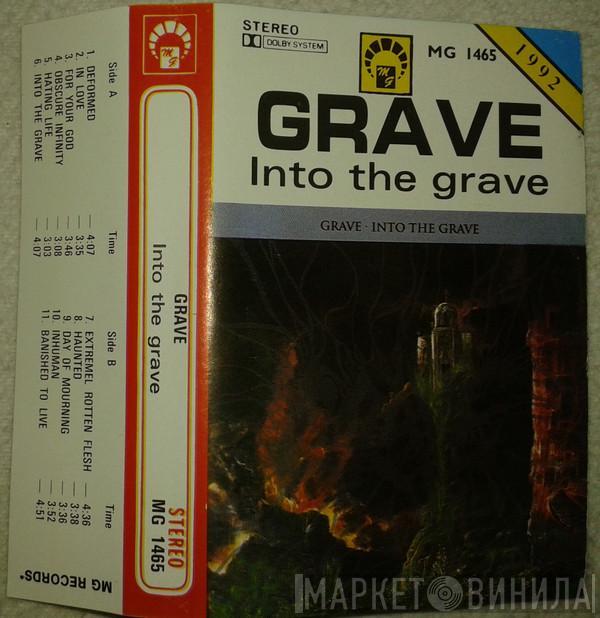 STEREO
DOLBY SYSTEM
MG 1465
1992
MG
GRAVE
Into the grave
GRAVE · INTO THE GRAVE
MG
GRAVE
Into the grave
STEREO
MG 1465
Side A
Time
1. DEFORMED — 4:07
2. IN LOVE — 3:35
3. FOR YOUR GOD — 3:46
4. OBSCURE INFINITY — 3:08
5. HATING LIFE — 3:03
6. INTO THE GRAVE — 4:07
Side B
Time
7. EXTREMEL ROTTEN FLESH — 4:36
8. HAUNTED — 3:38
9. DAY OF MOURNING — 3:36
10. INHUMAN — 3:52
11. BANISHED TO LIVE — 4:51
MG RECORDS*
МАРКЕТ ВИНИЛА